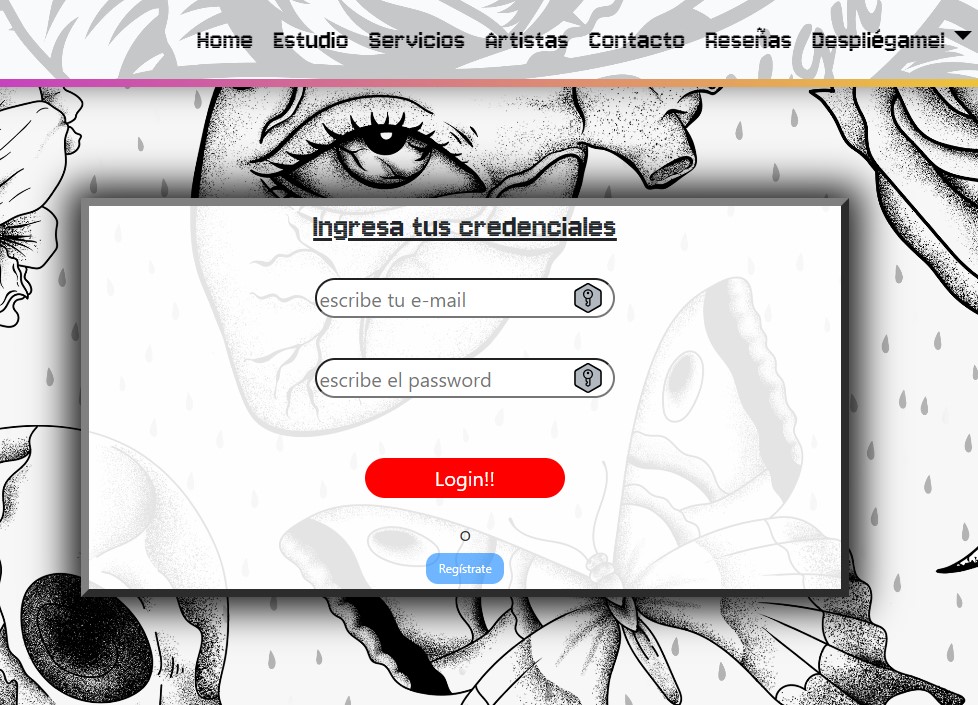 Home Estudio Servicios Artistas Contacto Reseñas Despliégame!
Ingresa tus credenciales
escribe tu e-mail
escribe el password
Login!!
O
Regístrate